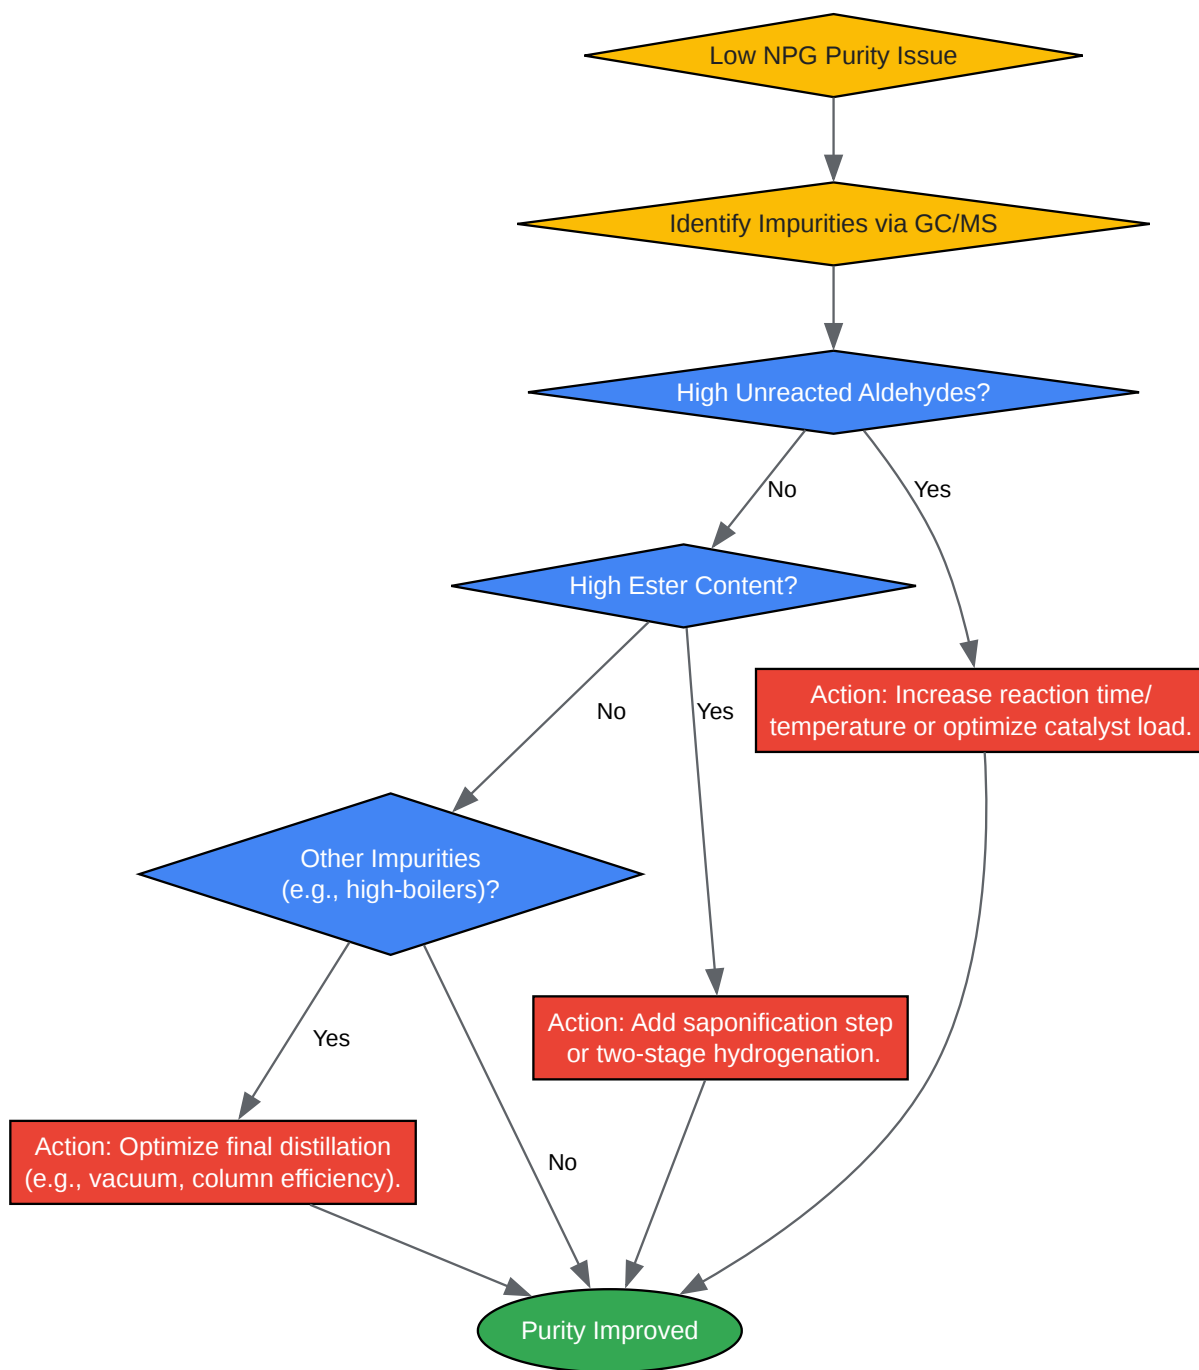 Low NPG Purity Issue
Identify Impurities via GC/MS
High Unreacted Aldehydes?
No
Yes
High Ester Content?
Action: Increase reaction time/
temperature or optimize catalyst load.
No
Yes
Other Impurities
(e.g., high-boilers)?
Action: Add saponification step
or two-stage hydrogenation.
Yes
Action: Optimize final distillation
(e.g., vacuum, column efficiency).
No
Purity Improved